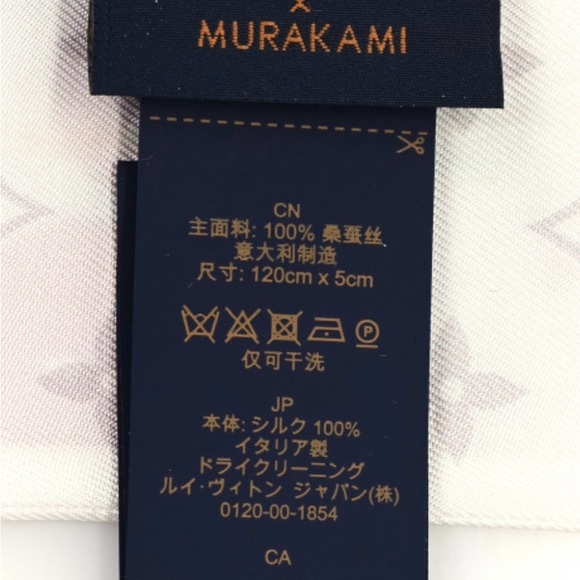 ×
MURAKAMI
CN
主面料: 100% 桑蚕丝
意大利制造
尺寸: 120cm x 5cm
P
仅可干洗
JP
本体: シルク 100%
イタリア製
ドライクリーニング
ルイ･ヴィトン ジャパン(株)
0120-00-1854
CA